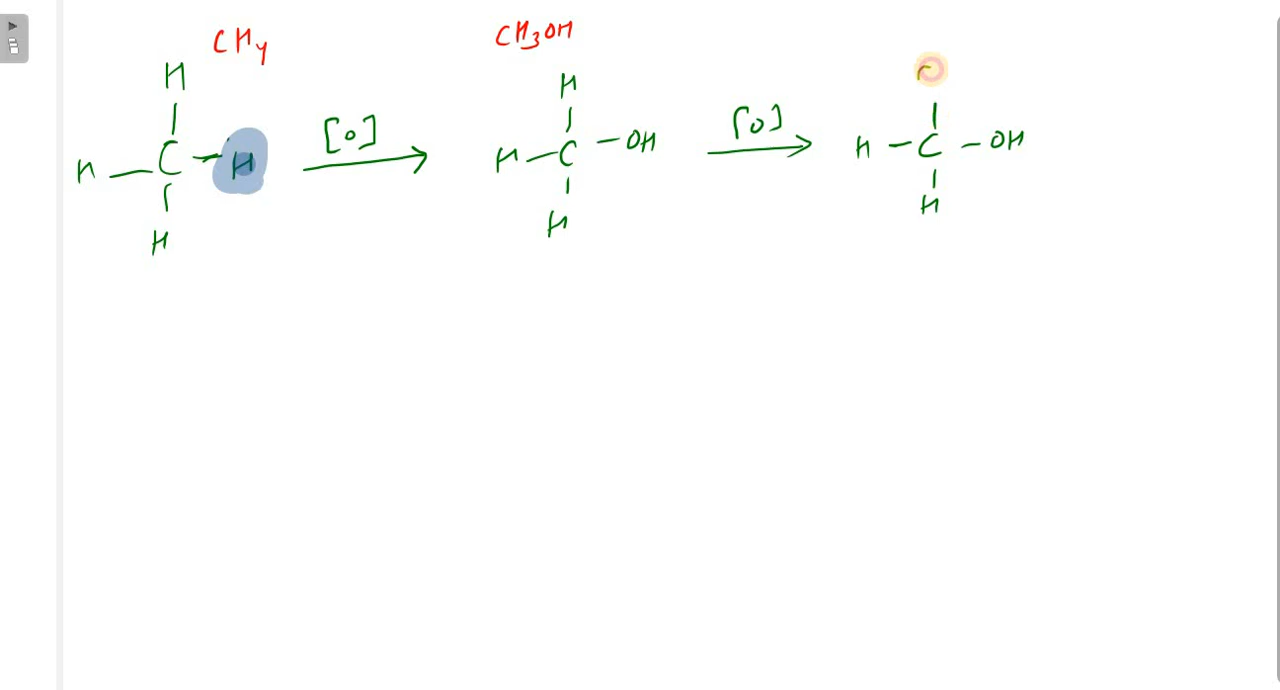 CH4 CH3OH
H H
[O] [O]
H C H H C OH H C OH
H H H